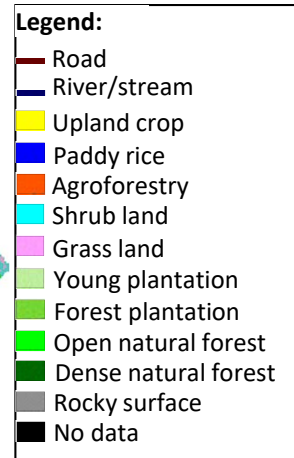 Legend:
Road
River/stream
Upland crop
Paddy rice
Agroforestry
Shrub land
Grass land
Young plantation
Forest plantation
Open natural forest
Dense natural forest
Rocky surface
No data